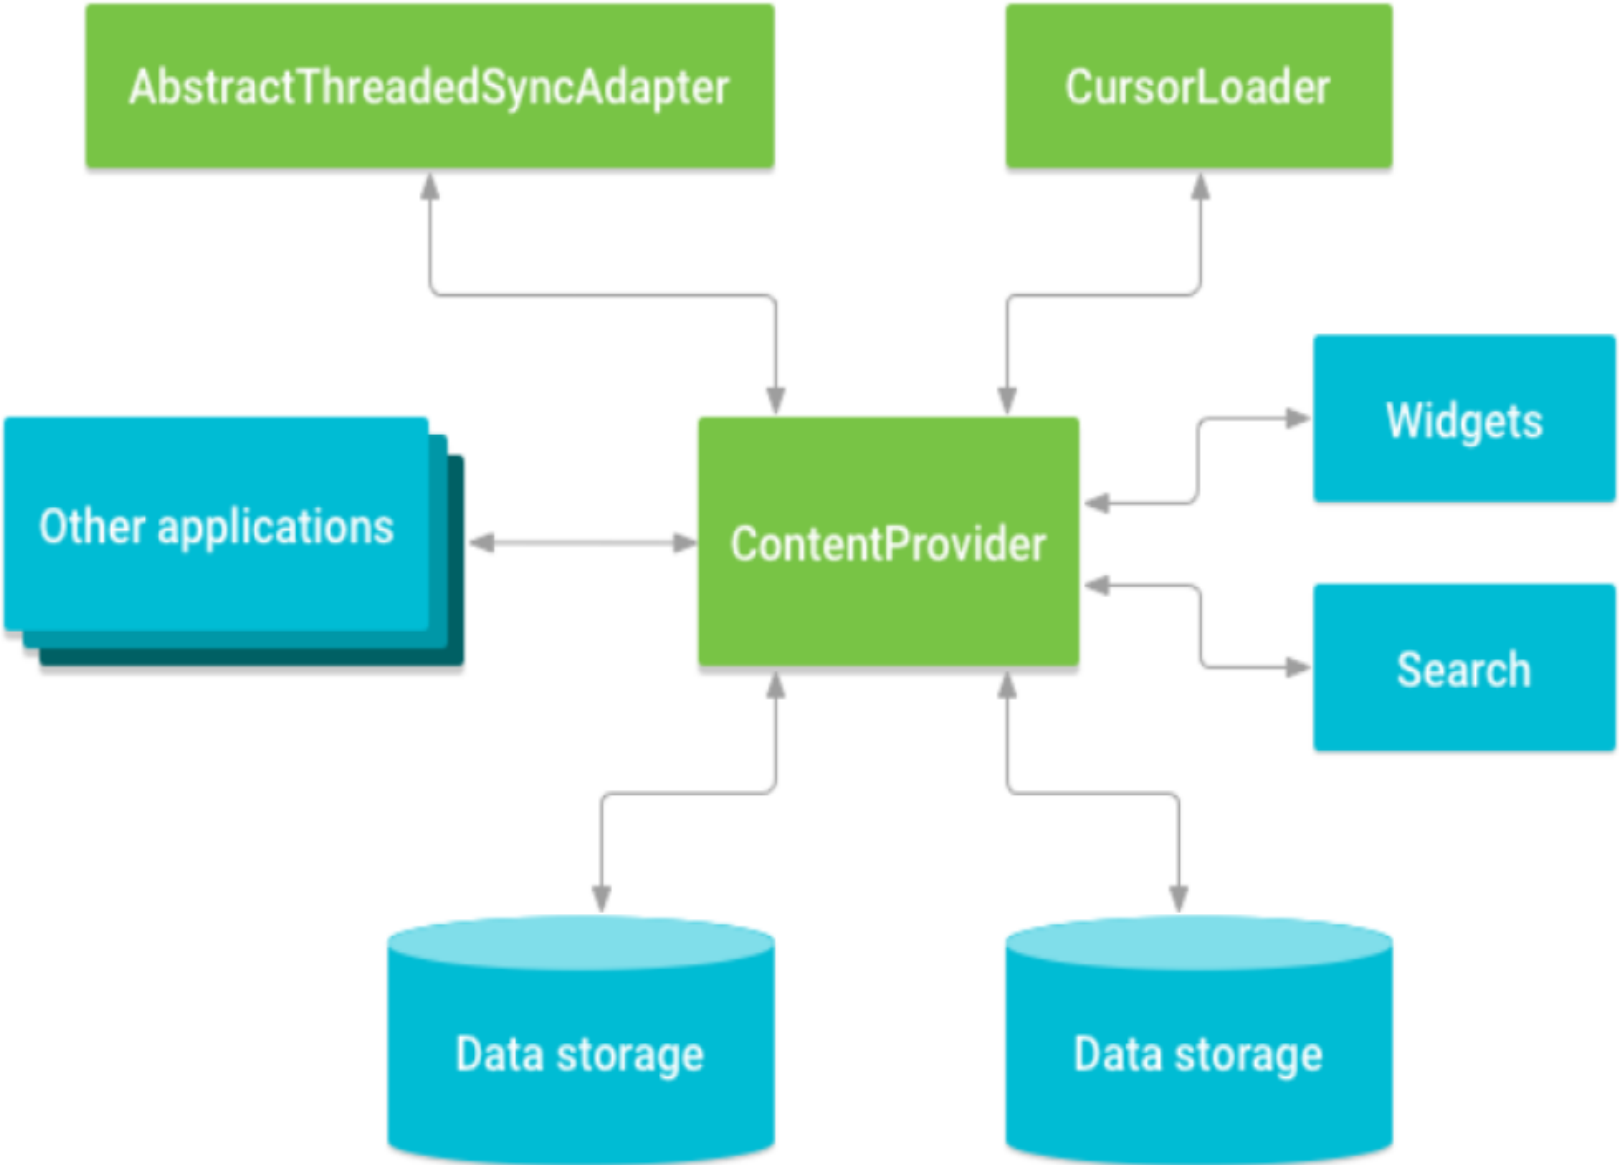 AbstractThreadedSyncAdapter
CursorLoader
Widgets
Other applications
ContentProvider
Search
Data storage
Data storage